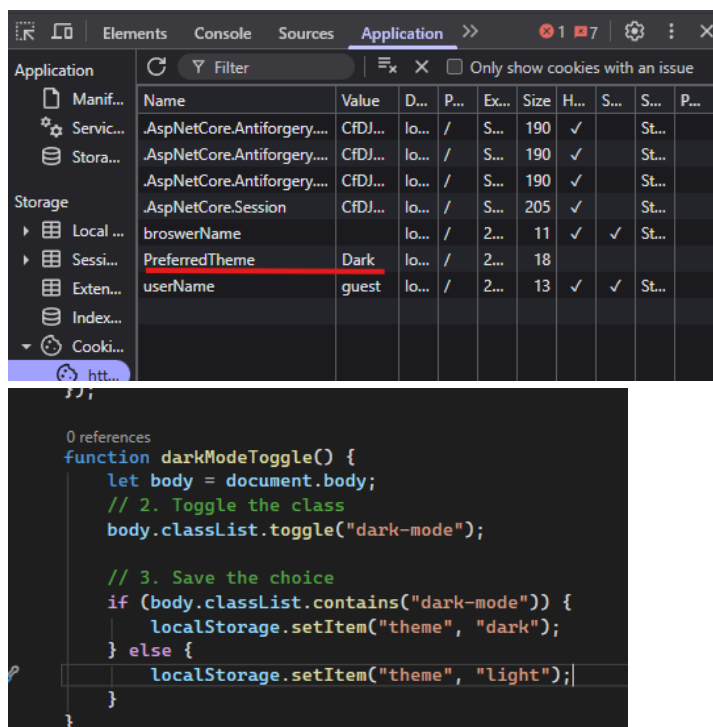 Elements Console Sources Application 1 7
Application
Manif...
Servic...
Stora...
Storage
Local ...
Sessi...
Exten...
Index...
Cooki...
htt...
Filter Only show cookies with an issue
Name Value D... P... Ex... Size H... S... S... P...
.AspNetCore.Antiforgery.... CfDJ... lo... / S... 190 ✓ St...
.AspNetCore.Antiforgery.... CfDJ... lo... / S... 190 ✓ St...
.AspNetCore.Antiforgery.... CfDJ... lo... / S... 190 ✓ St...
.AspNetCore.Session CfDJ... lo... / S... 205 ✓ St...
broswerName lo... / 2... 11 ✓ ✓ St...
PreferredTheme Dark lo... / 2... 18
userName guest lo... / 2... 13 ✓ ✓ St...
});
0 references
function darkModeToggle() {
let body = document.body;
// 2. Toggle the class
body.classList.toggle("dark-mode");
// 3. Save the choice
if (body.classList.contains("dark-mode")) {
localStorage.setItem("theme", "dark");
} else {
localStorage.setItem("theme", "light");
}
}